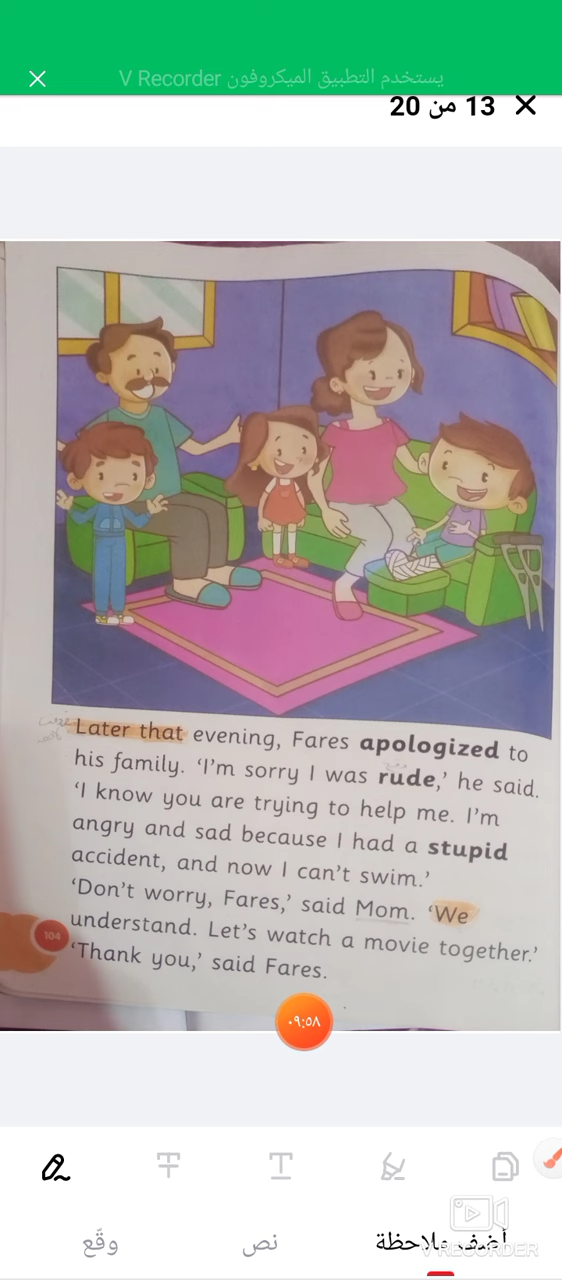 يستخدم التطبيق الميكروفون V Recorder
13 من 20
Later that evening, Fares apologized to
his family. ‘I’m sorry I was rude,’ he said.
‘I know you are trying to help me. I’m
angry and sad because I had a stupid
accident, and now I can’t swim.’
‘Don’t worry, Fares,’ said Mom. ‘We
understand. Let’s watch a movie together.’
104
‘Thank you,’ said Fares.
٠٩:٥٨
أضف ملاحظة
نص
وقّع
V RECORDER